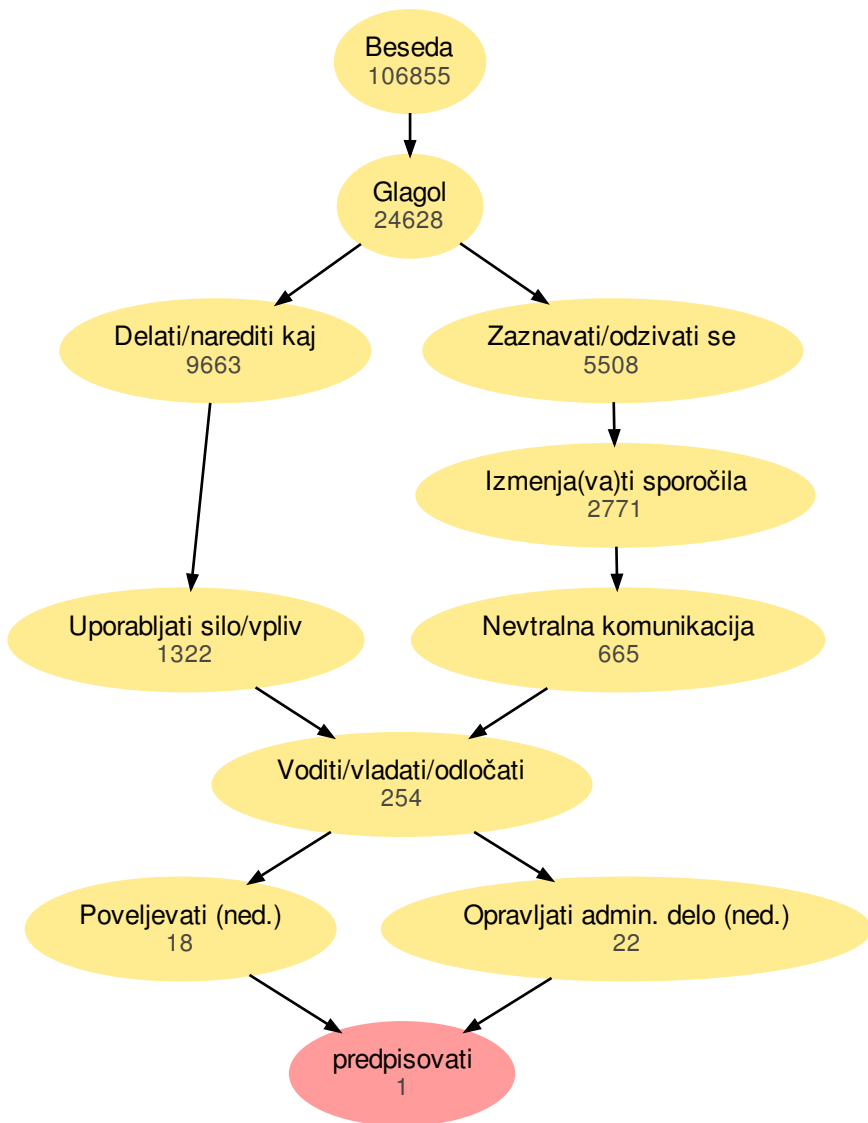 Beseda
106855
Glagol
24628
Delati/narediti kaj
9663
Zaznavati/odzivati se
5508
Izmenja(va)ti sporočila
2771
Uporabljati silo/vpliv
1322
Nevtralna komunikacija
665
Voditi/vladati/odločati
254
Poveljevati (ned.)
18
Opravljati admin. delo (ned.)
22
predpisovati
1